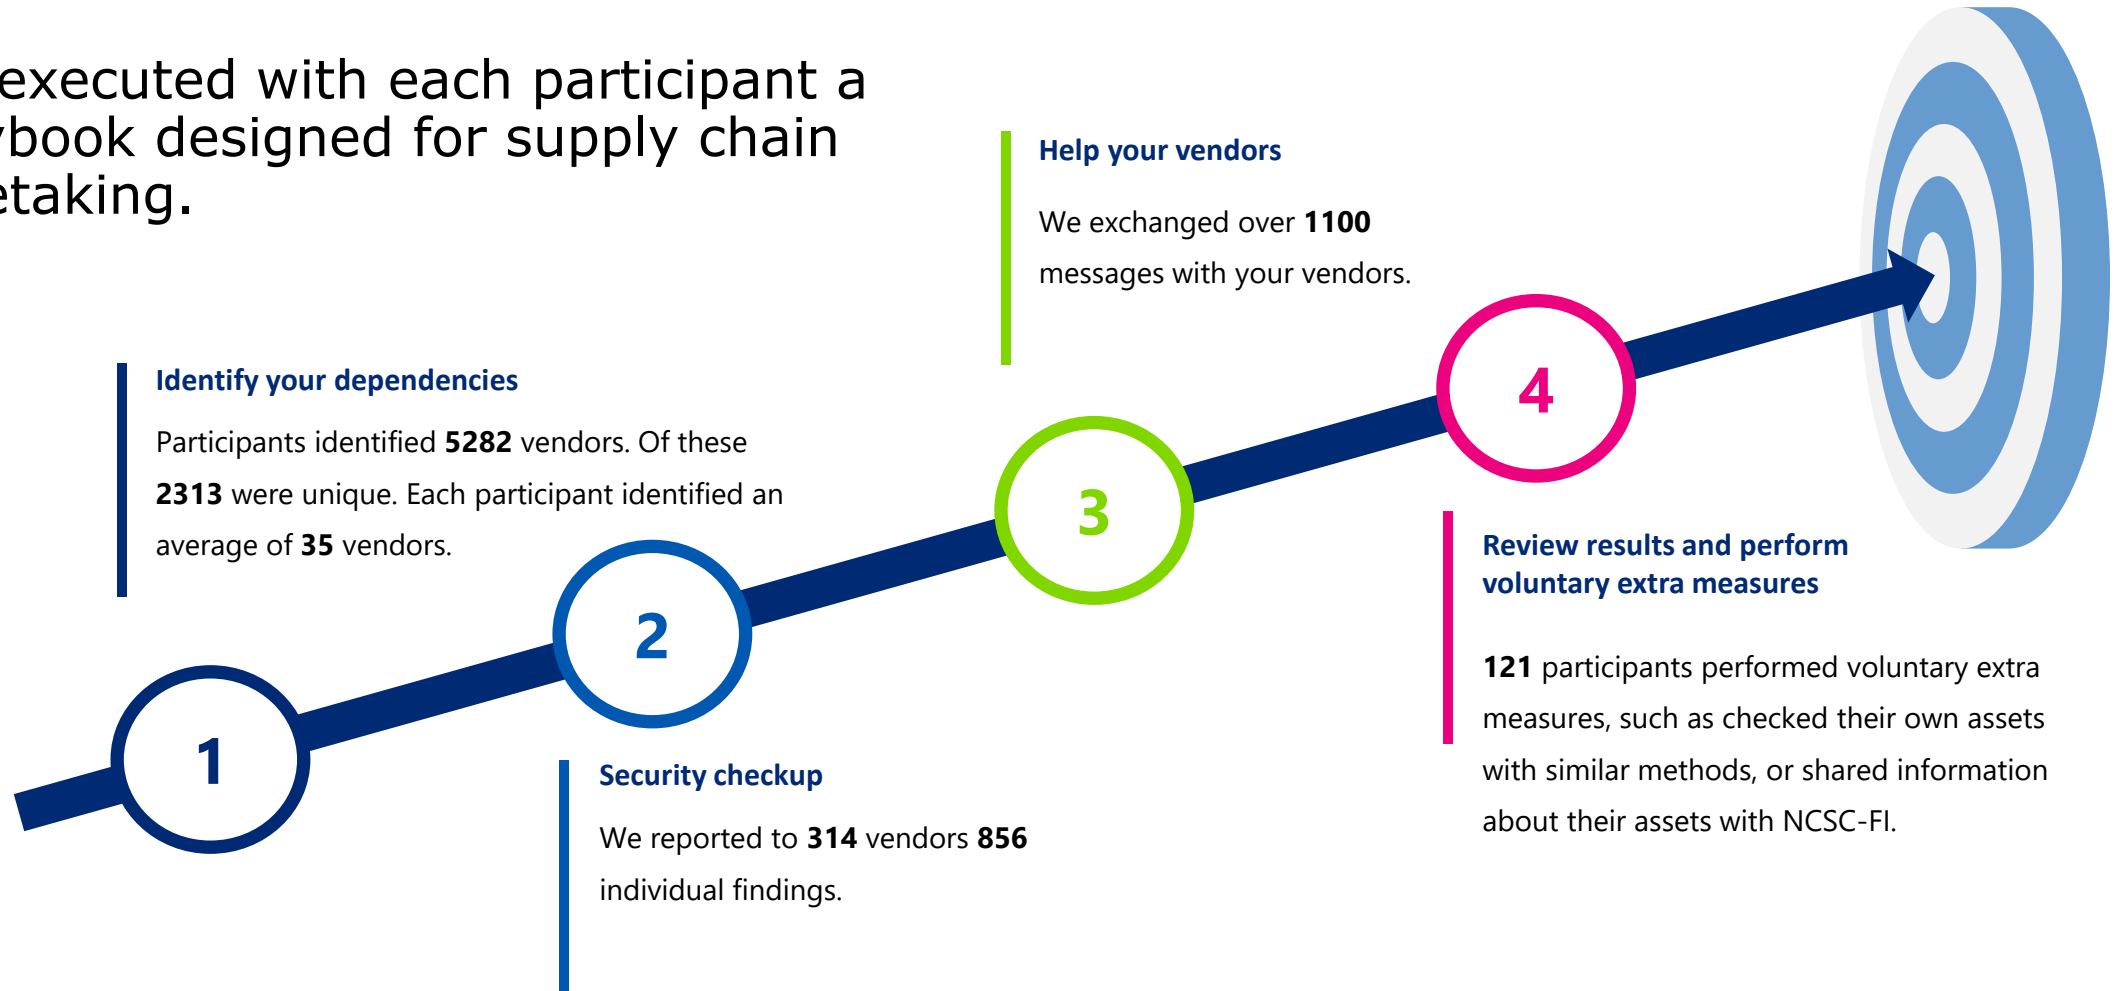 executed with each participant a
book designed for supply chain
taking.
Help your vendors
We exchanged over 1100
messages with your vendors.
Identify your dependencies
Participants identified 5282 vendors. Of these
2313 were unique. Each participant identified an
average of 35 vendors.
4
3
2
1
Review results and perform
voluntary extra measures
121 participants performed voluntary extra
measures, such as checked their own assets
with similar methods, or shared information
about their assets with NCSC-FI.
Security checkup
We reported to 314 vendors 856
individual findings.